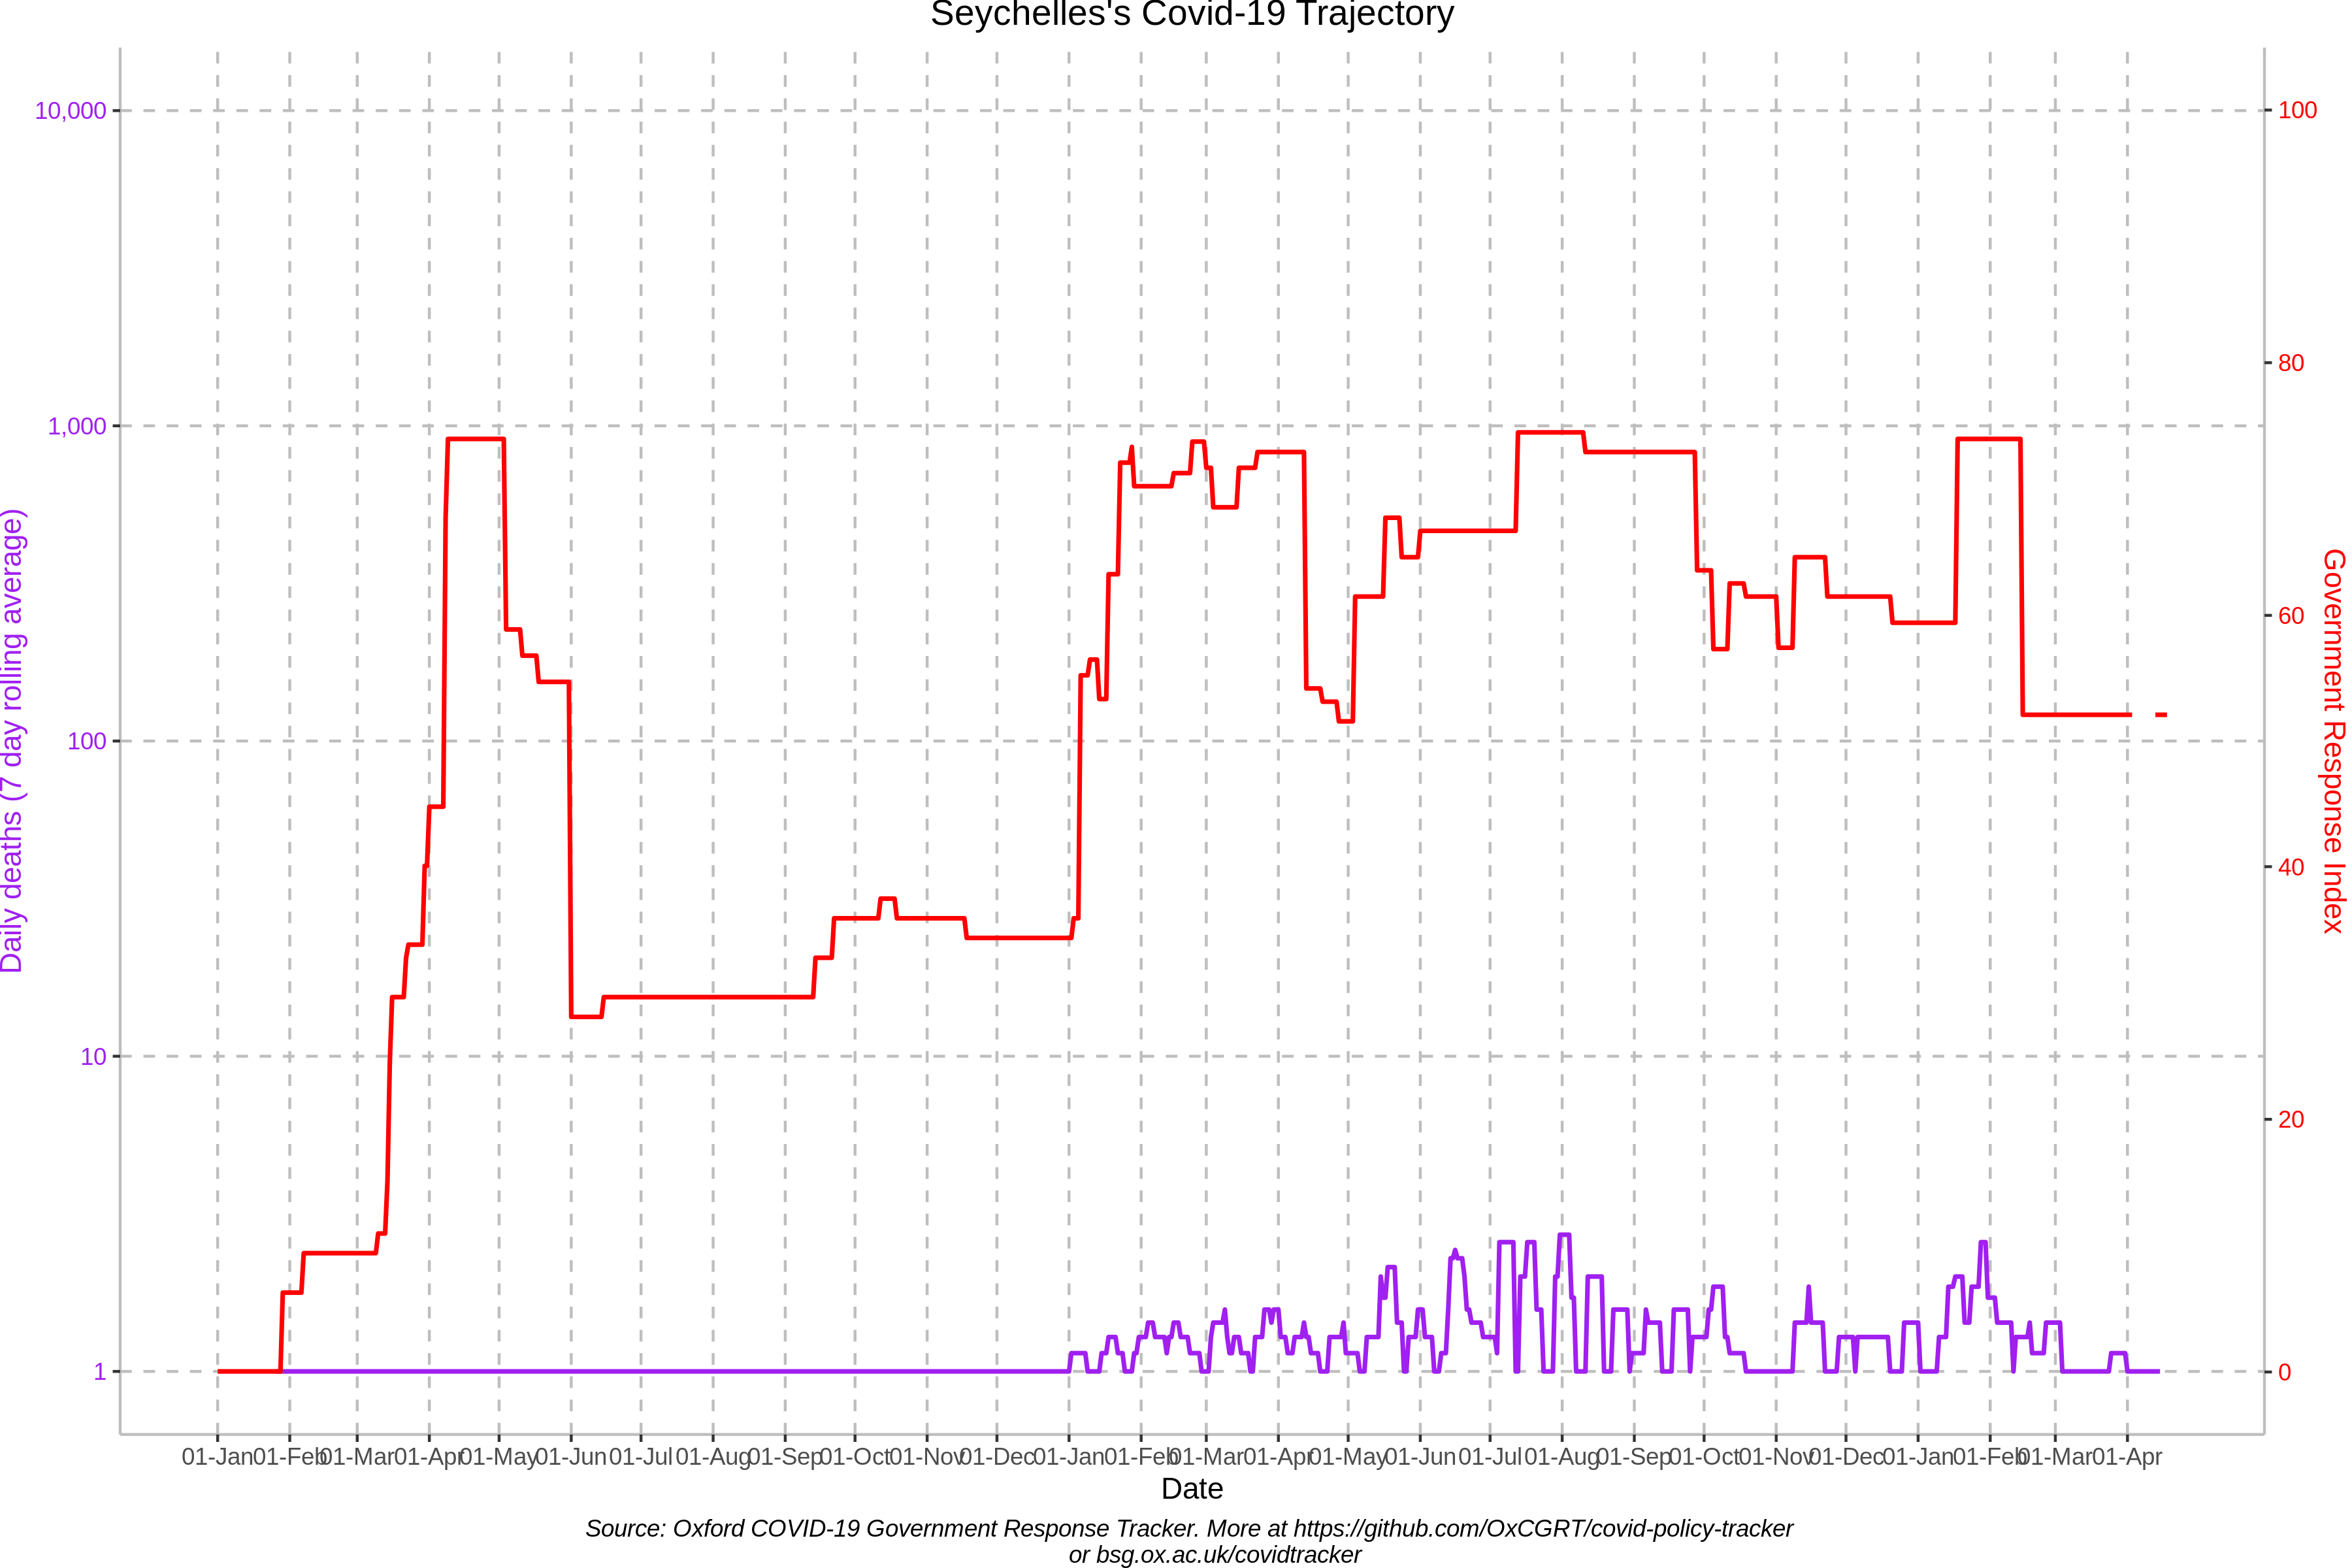 Seychelles's Covid-19 Trajectory
10,000
1,000
100
10
1
Daily deaths (7 day rolling average)
100
80
60
40
20
0
Government Response Index
01-Jan 01-Feb 01-Mar 01-Apr 01-May 01-Jun 01-Jul 01-Aug 01-Sep 01-Oct 01-Nov 01-Dec 01-Jan 01-Feb 01-Mar 01-Apr 01-May 01-Jun 01-Jul 01-Aug 01-Sep 01-Oct 01-Nov 01-Dec 01-Jan 01-Feb 01-Mar 01-Apr
Date
Source: Oxford COVID-19 Government Response Tracker. More at https://github.com/OxCGRT/covid-policy-tracker
or bsg.ox.ac.uk/covidtracker